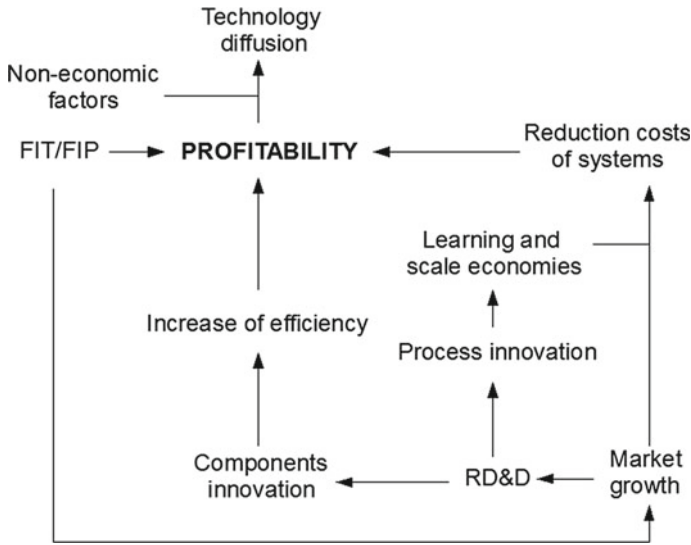 Technology
diffusion
Non-economic
factors
FIT/FIP
PROFITABILITY
Reduction costs
of systems
Learning and
scale economies
Increase of efficiency
Process innovation
Components
innovation
RD&D
Market
growth